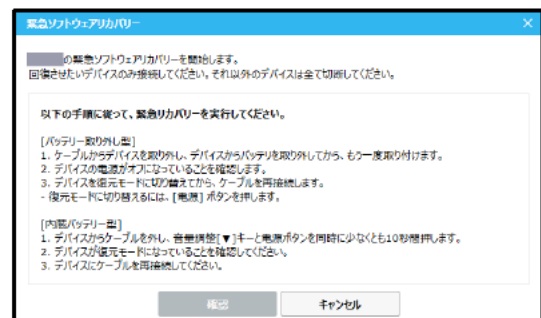 緊急ソフトウェアリカバリー
の緊急ソフトウェアリカバリーを開始します。
回復させたいデバイスのみ接続してください。それ以外のデバイスは全て切断してください。
以下の手順に従って、緊急リカバリーを実行してください。
[バッテリー取り外し型]
1. ケーブルからデバイスを取り外し、デバイスからバッテリを取り外してから、もう一度取り付けます。
2. デバイスの電源がオフになっていることを確認します。
3. デバイスを復元モードに切り替えてから、ケーブルを再接続します。
- 復元モードに切り替えるには、[電源] ボタンを押します。
[内蔵バッテリー型]
1. デバイスからケーブルを外し、音量調整[▼]キーと電源ボタンを同時に少なくとも10秒間押します。
2. デバイスが復元モードになっていることを確認してください。
3. デバイスにケーブルを再接続してください。
確認
キャンセル